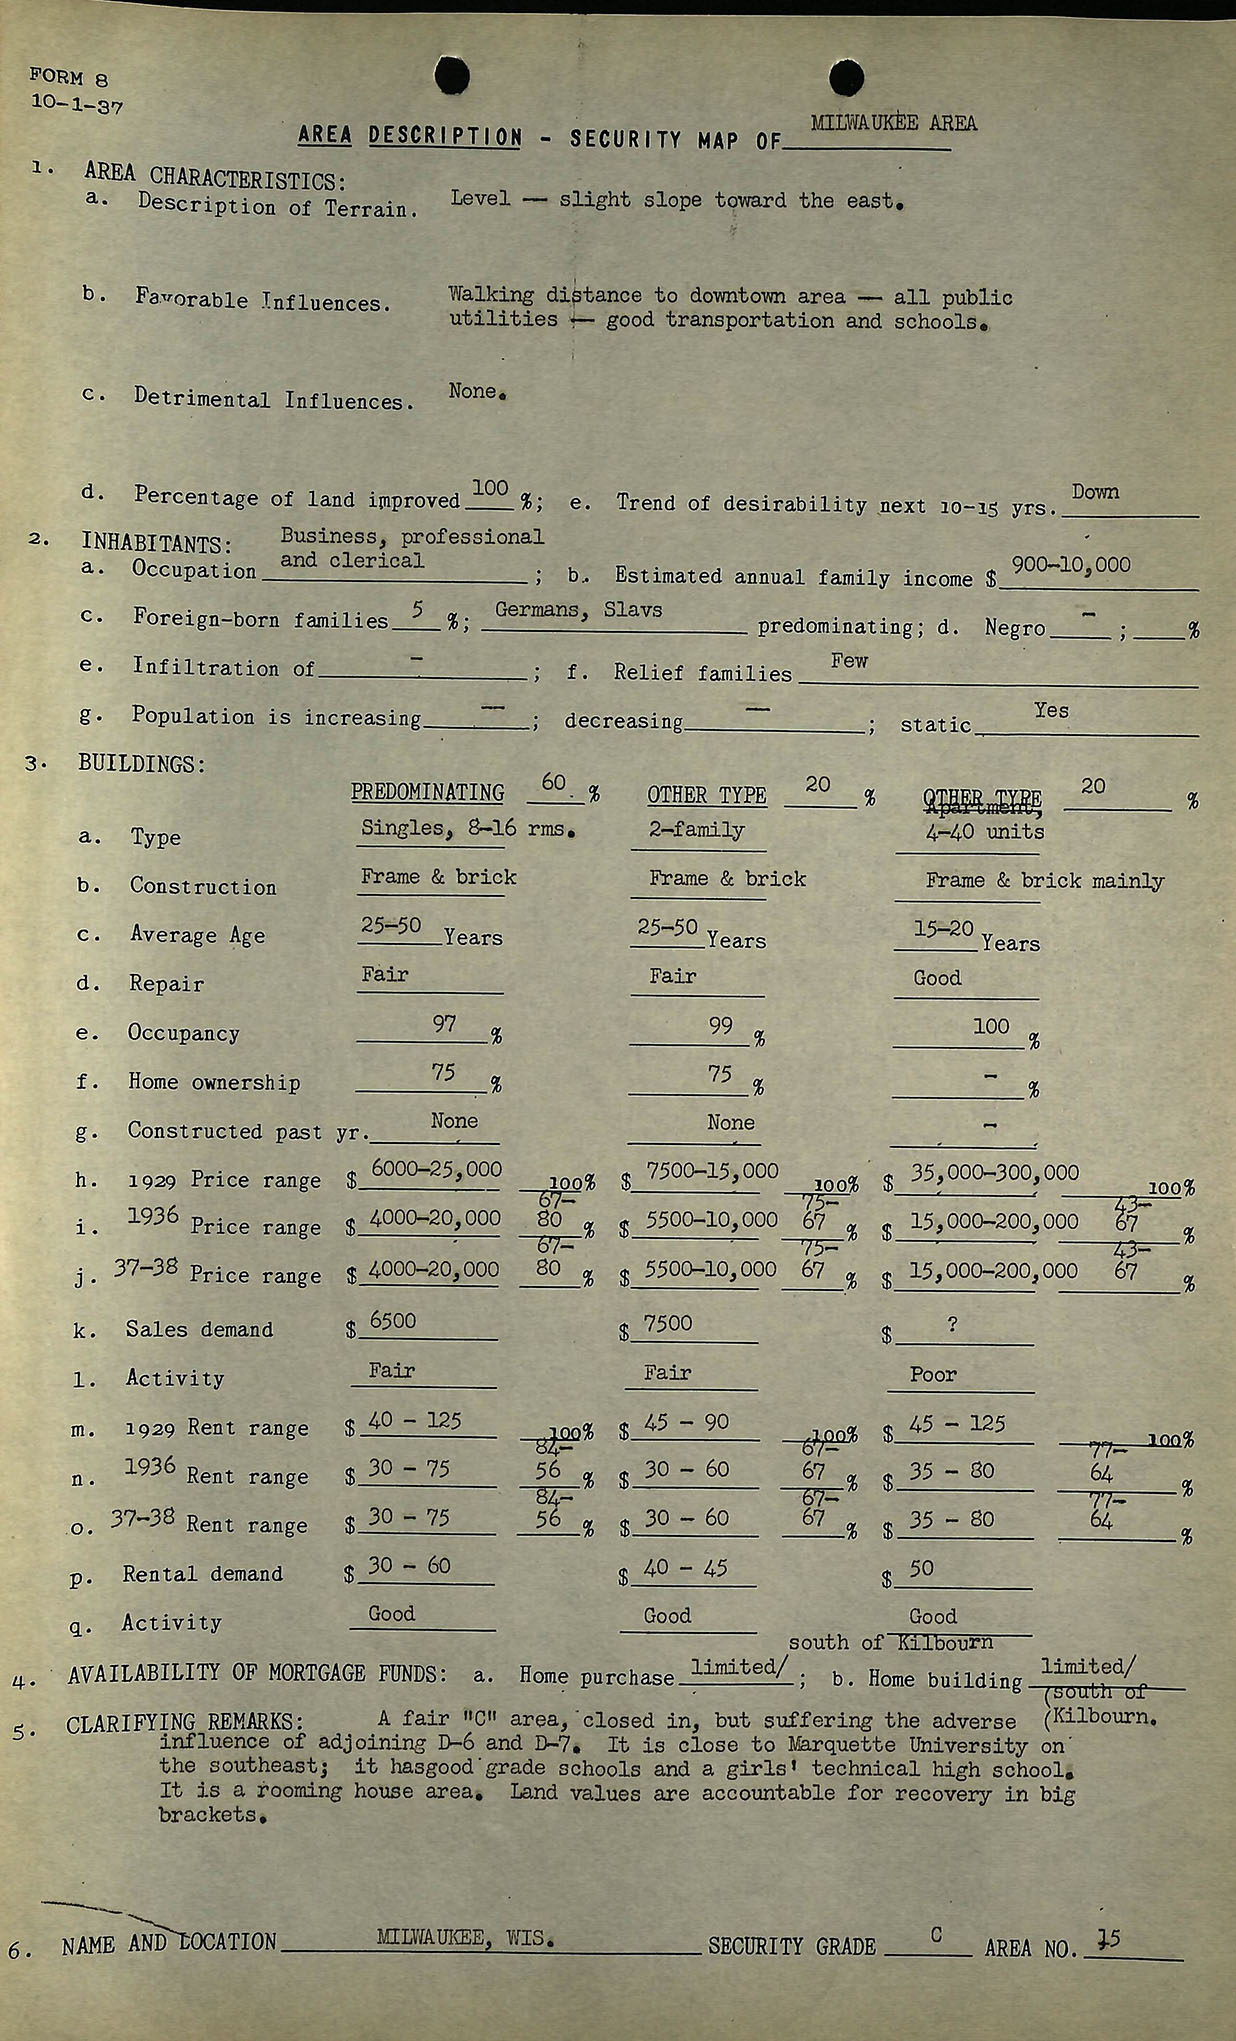 FORM 8
10-1-37
MILWAUKEE AREA
AREA DESCRIPTION - SECURITY MAP OF
1. AREA CHARACTERISTICS:
a. Description of Terrain. Level — slight slope toward the east.
b. Favorable Influences. Walking distance to downtown area — all public
utilities — good transportation and schools.
c. Detrimental Influences. None.
d. Percentage of land improved 100 %; e. Trend of desirability next 10-15 yrs. Down
2. INHABITANTS: Business, professional
a. Occupation and clerical ; b. Estimated annual family income $ 900-10,000
c. Foreign-born families 5 %; Germans, Slavs predominating; d. Negro - ; %
e. Infiltration of - ; f. Relief families Few
g. Population is increasing — ; decreasing — ; static Yes
3. BUILDINGS:
PREDOMINATING 60 % OTHER TYPE 20 % OTHER TYPE 20 %
Apartment,
a. Type Singles, 8-16 rms. 2-family 4-40 units
b. Construction Frame & brick Frame & brick Frame & brick mainly
c. Average Age 25-50 Years 25-50 Years 15-20 Years
d. Repair Fair Fair Good
e. Occupancy 97 % 99 % 100 %
f. Home ownership 75 % 75 % - %
g. Constructed past yr. None None -
h. 1929 Price range $ 6000-25,000 100% $ 7500-15,000 100% $ 35,000-300,000 100%
67- 75- 43-
i. 1936 Price range $ 4000-20,000 80 % $ 5500-10,000 67 % $ 15,000-200,000 67 %
67- 75- 43-
j. 37-38 Price range $ 4000-20,000 80 % $ 5500-10,000 67 % $ 15,000-200,000 67 %
k. Sales demand $ 6500 $ 7500 $ ?
l. Activity Fair Fair Poor
m. 1929 Rent range $ 40 - 125 100% $ 45 - 90 100% $ 45 - 125 100%
84- 67- 77-
n. 1936 Rent range $ 30 - 75 56 % $ 30 - 60 67 % $ 35 - 80 64 %
84- 67- 77-
o. 37-38 Rent range $ 30 - 75 56 % $ 30 - 60 67 % $ 35 - 80 64 %
p. Rental demand $ 30 - 60 $ 40 - 45 $ 50
q. Activity Good Good Good
south of Kilbourn
4. AVAILABILITY OF MORTGAGE FUNDS: a. Home purchase limited/ ; b. Home building limited/
(south of
5. CLARIFYING REMARKS: A fair "C" area, closed in, but suffering the adverse (Kilbourn.
influence of adjoining D-6 and D-7. It is close to Marquette University on
the southeast; it hasgood grade schools and a girls' technical high school.
It is a rooming house area. Land values are accountable for recovery in big
brackets.
6. NAME AND LOCATION MILWAUKEE, WIS. SECURITY GRADE C AREA NO. 15